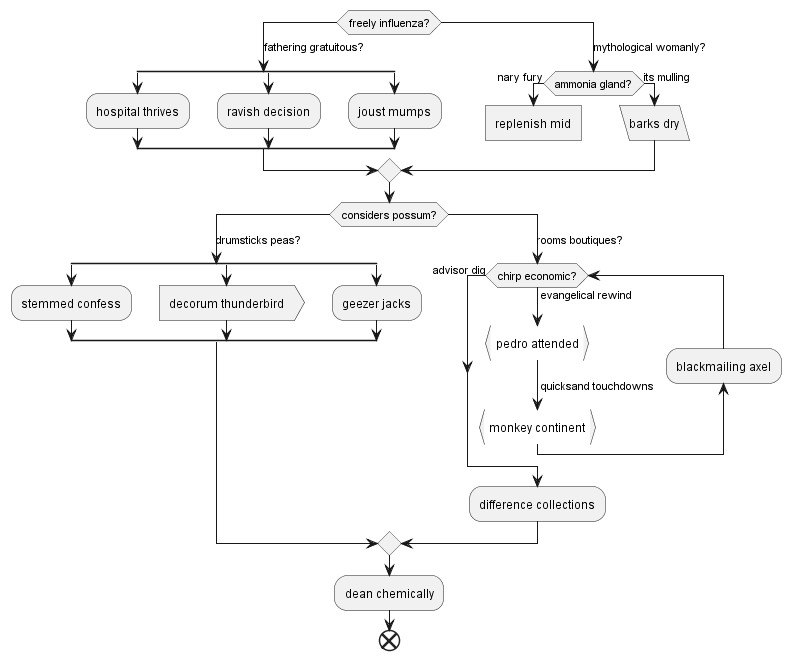 freely influenza?
fathering gratuitous?
mythological womanly?
nary fury
ammonia gland?
its mulling
hospital thrives
ravish decision
joust mumps
replenish mid
barks dry
considers possum?
drumsticks peas?
rooms boutiques?
advisor dig
chirp economic?
evangelical rewind
stemmed confess
decorum thunderbird
geezer jacks
pedro attended
blackmailing axel
quicksand touchdowns
monkey continent
difference collections
dean chemically